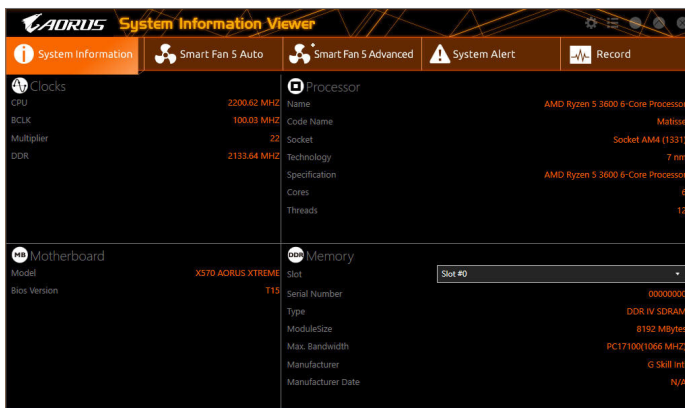 AORUS System Information Viewer
System Information Smart Fan 5 Auto Smart Fan 5 Advanced System Alert Record
Clocks
CPU 2200.62 MHZ
BCLK 100.03 MHZ
Multiplier 22
DDR 2133.64 MHZ
Processor
Name AMD Ryzen 5 3600 6-Core Processor
Code Name Matisse
Socket Socket AM4 (1331)
Technology 7 nm
Specification AMD Ryzen 5 3600 6-Core Processor
Cores 6
Threads 12
MB Motherboard
Model X570 AORUS XTREME
Bios Version T15
DDR Memory
Slot Slot #0
Serial Number 00000000
Type DDR IV SDRAM
ModuleSize 8192 MBytes
Max. Bandwidth PC17100(1066 MHZ)
Manufacturer G Skill Intl
Manufacturer Date N/A